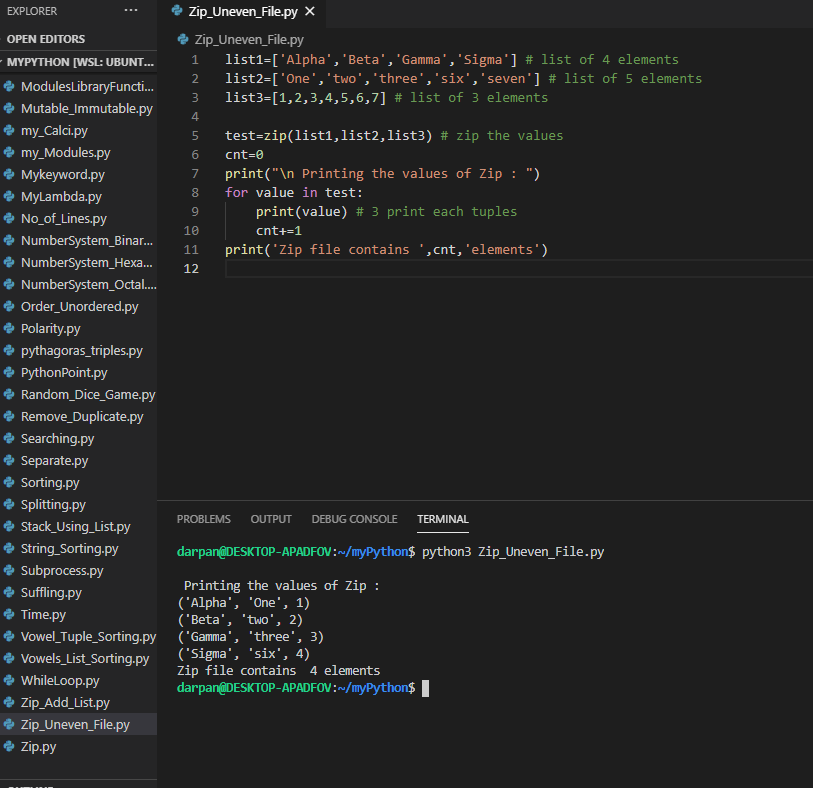 EXPLORER ...
OPEN EDITORS
MYPYTHON [WSL: UBUNT...
ModulesLibraryFuncti...
Mutable_Immutable.py
my_Calci.py
my_Modules.py
Mykeyword.py
MyLambda.py
No_of_Lines.py
NumberSystem_Binar...
NumberSystem_Hexa...
NumberSystem_Octal....
Order_Unordered.py
Polarity.py
pythagoras_triples.py
PythonPoint.py
Random_Dice_Game.py
Remove_Duplicate.py
Searching.py
Separate.py
Sorting.py
Splitting.py
Stack_Using_List.py
String_Sorting.py
Subprocess.py
Suffling.py
Time.py
Vowel_Tuple_Sorting.py
Vowels_List_Sorting.py
WhileLoop.py
Zip_Add_List.py
Zip_Uneven_File.py
Zip.py
Zip_Uneven_File.py
Zip_Uneven_File.py
1 list1=['Alpha','Beta','Gamma','Sigma'] # list of 4 elements
2 list2=['One','two','three','six','seven'] # list of 5 elements
3 list3=[1,2,3,4,5,6,7] # list of 3 elements
4
5 test=zip(list1,list2,list3) # zip the values
6 cnt=0
7 print("\n Printing the values of Zip : ")
8 for value in test:
9     print(value) # 3 print each tuples
10     cnt+=1
11 print('Zip file contains ',cnt,'elements')
12
PROBLEMS OUTPUT DEBUG CONSOLE TERMINAL
darpan@DESKTOP-APADFOV:~/myPython$ python3 Zip_Uneven_File.py
 Printing the values of Zip :
('Alpha', 'One', 1)
('Beta', 'two', 2)
('Gamma', 'three', 3)
('Sigma', 'six', 4)
Zip file contains  4 elements
darpan@DESKTOP-APADFOV:~/myPython$